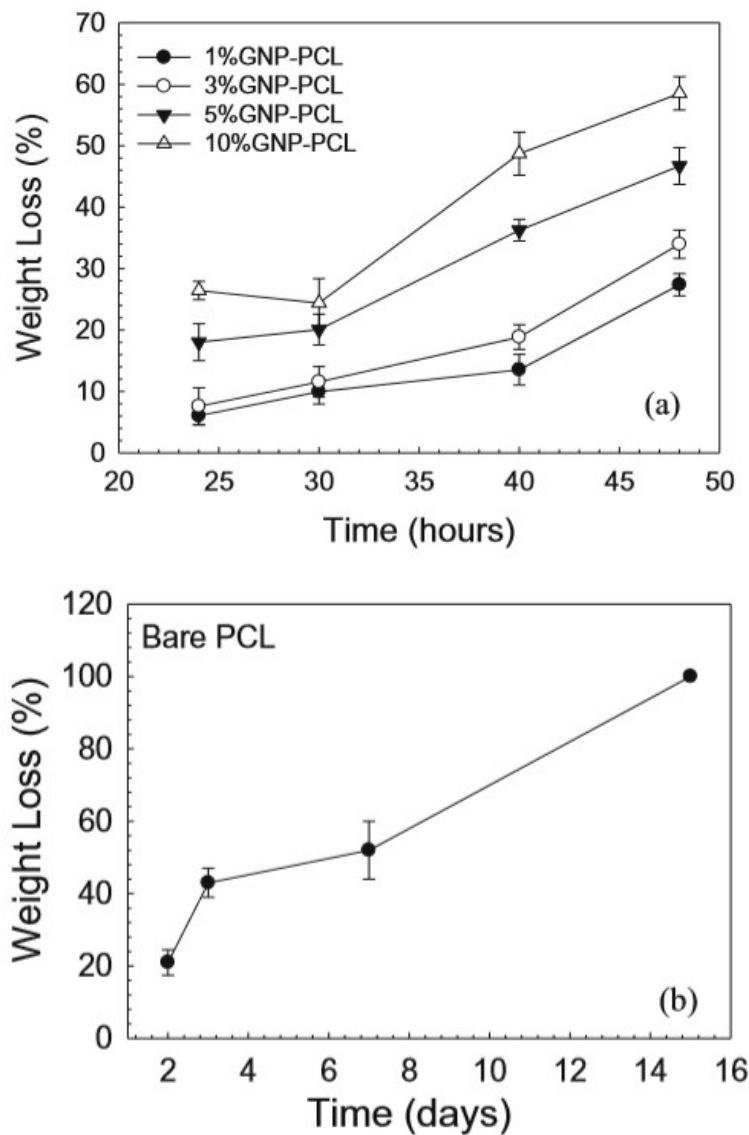 70
60
50
40
30
20
10
0
Weight Loss (%)
1%GNP-PCL
3%GNP-PCL
5%GNP-PCL
10%GNP-PCL
(a)
20 25 30 35 40 45 50
Time (hours)
120
100
80
60
40
20
0
Weight Loss (%)
Bare PCL
(b)
2 4 6 8 10 12 14 16
Time (days)